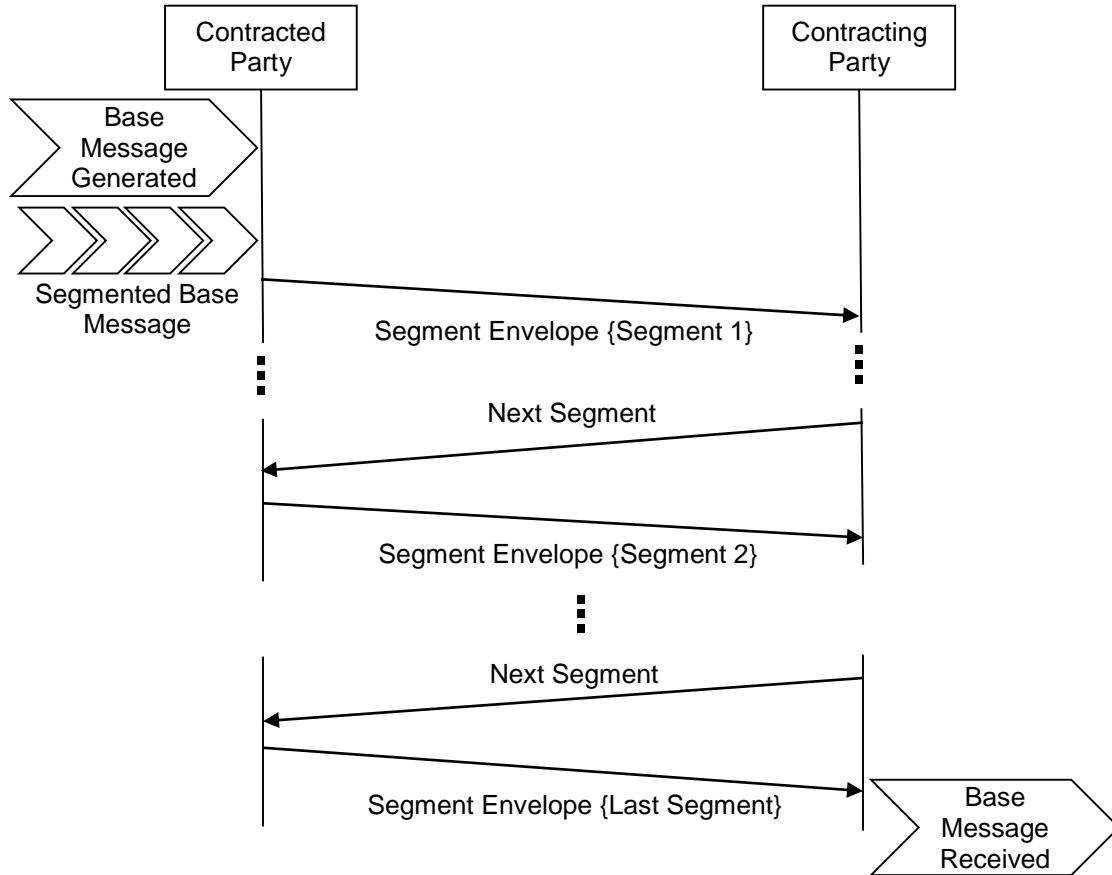 Contracted
Party
Contracting
Party
Base
Message
Generated
Segmented Base
Message
Segment Envelope {Segment 1}
Next Segment
Segment Envelope {Segment 2}
Next Segment
Segment Envelope {Last Segment}
Base
Message
Received